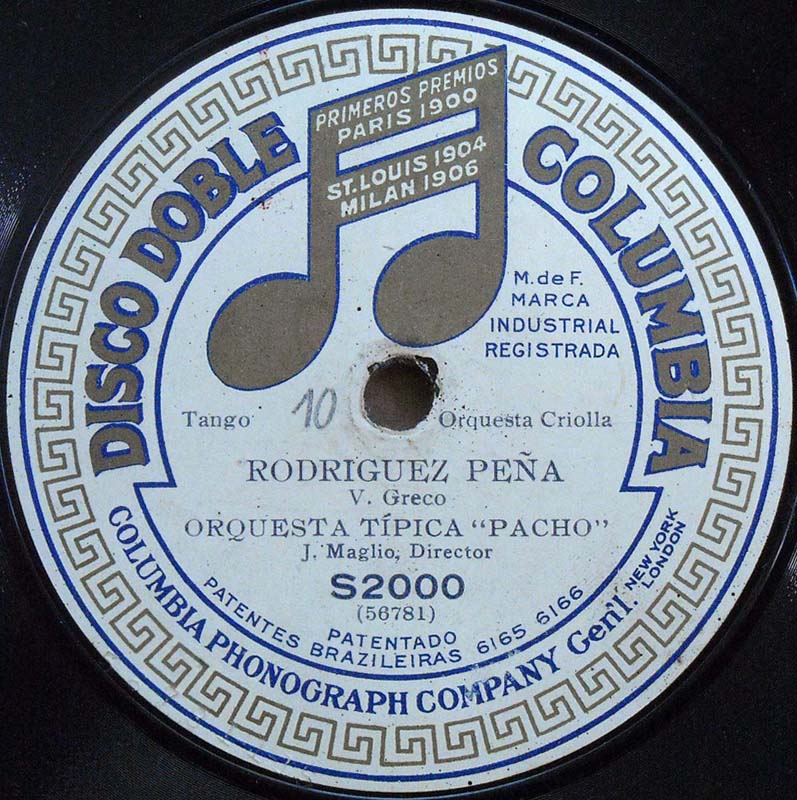 DISCO DOBLE COLUMBIA
PRIMEROS PREMIOS
PARIS 1900
ST. LOUIS 1904
MILAN 1906
M. de F.
MARCA
INDUSTRIAL
REGISTRADA
Tango 10 Orquesta Criolla
RODRIGUEZ PEÑA
V. Greco
ORQUESTA TÍPICA "PACHO"
J. Maglio, Director
S2000
(56781)
PATENTADO
PATENTES BRAZILEIRAS 6165 6166
COLUMBIA PHONOGRAPH COMPANY Gen'l.
NEW YORK
LONDON